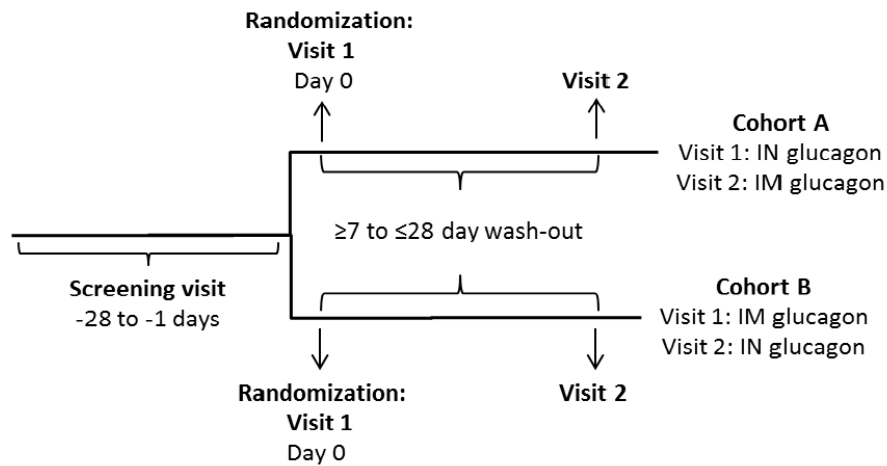 Randomization:
Visit 1
Day 0
Visit 2
Cohort A
Visit 1: IN glucagon
Visit 2: IM glucagon
≥7 to ≤28 day wash-out
Screening visit
-28 to -1 days
Cohort B
Visit 1: IM glucagon
Visit 2: IN glucagon
Randomization:
Visit 1
Day 0
Visit 2